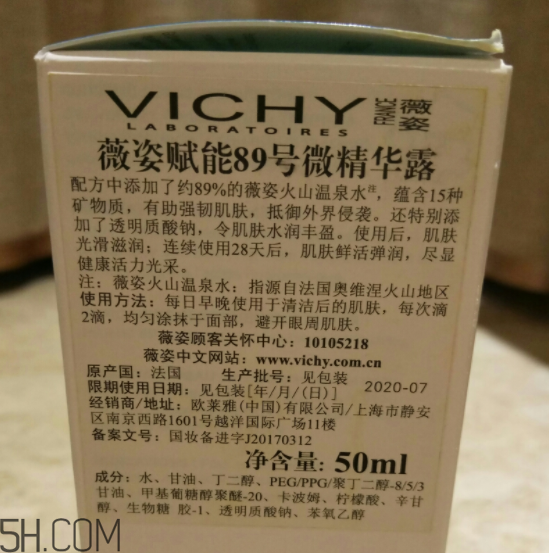 VICHY 薇姿
LABORATOIRES
薇姿赋能89号微精华露
配方中添加了约89%的薇姿火山温泉水注，蕴含15种
矿物质，有助强韧肌肤，抵御外界侵袭。还特别添
加了透明质酸钠，令肌肤水润丰盈。使用后，肌肤
光滑滋润；连续使用28天后，肌肤鲜活弹润，尽显
健康活力光采。
注：薇姿火山温泉水：指源自法国奥维涅火山地区
使用方法：每日早晚使用于清洁后的肌肤，每次滴
2滴，均匀涂抹于面部，避开眼周肌肤。
薇姿顾客关怀中心：10105218
薇姿中文网站：www.vichy.com.cn
原产国：法国 生产批号：见包装
限期使用日期：见包装[年/月/(日)] 2020-07
经销商/地址：欧莱雅(中国)有限公司/上海市静安
区南京西路1601号越洋国际广场11楼
备案文号：国妆备进字J20170312
净含量: 50ml
成分：水、甘油、丁二醇、PEG/PPG/聚丁二醇-8/5/3
甘油、甲基葡糖醇聚醚-20、卡波姆、柠檬酸、辛甘
醇、生物糖 胶-1、透明质酸钠、苯氧乙醇
5H.COM